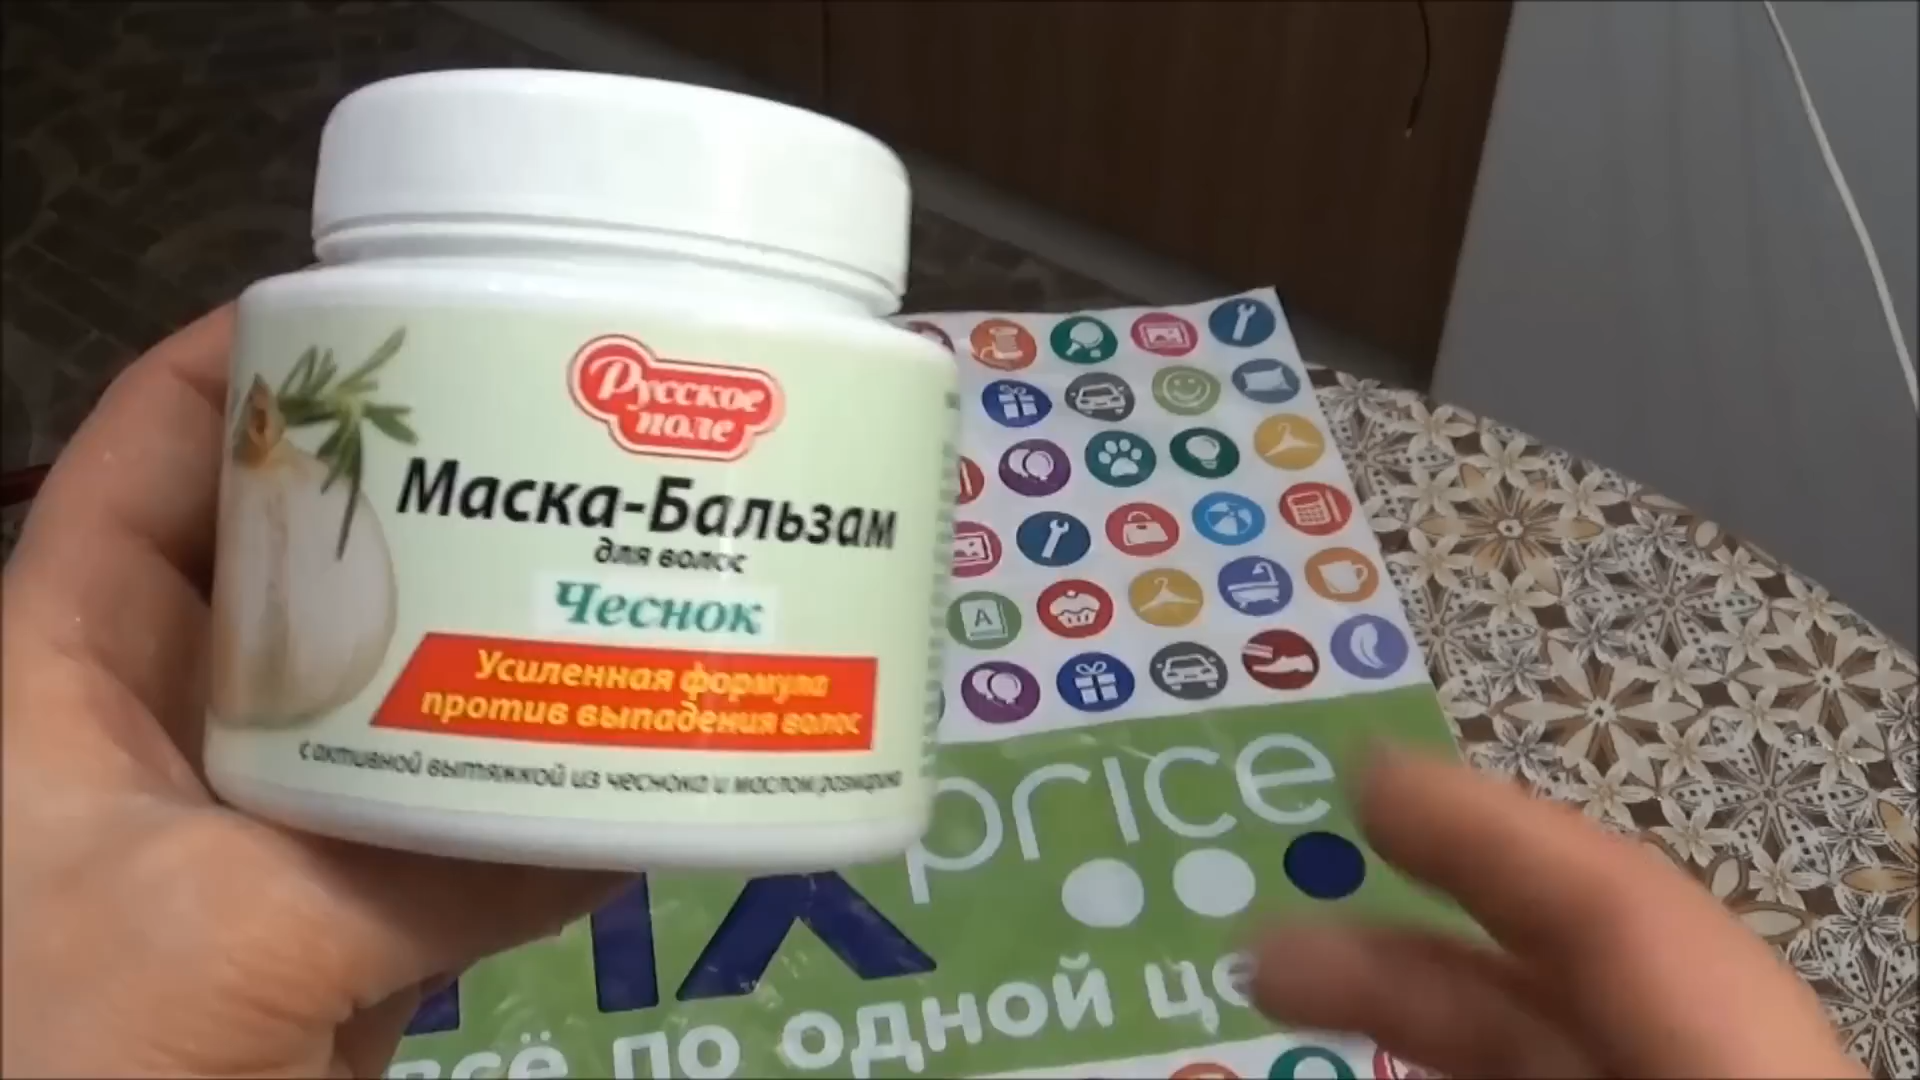 Русское
поле
Маска-Бальзам
для волос
Чеснок
Усиленная формула
против выпадения волос
с активной вытяжкой из чеснока и маслом розмарина
A
price
всё по одной це